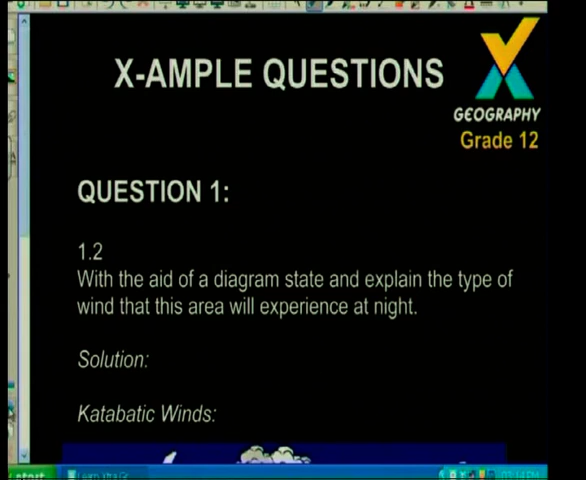 X-AMPLE QUESTIONS
GEOGRAPHY
Grade 12
QUESTION 1:
1.2
With the aid of a diagram state and explain the type of
wind that this area will experience at night.
Solution:
Katabatic Winds:
start